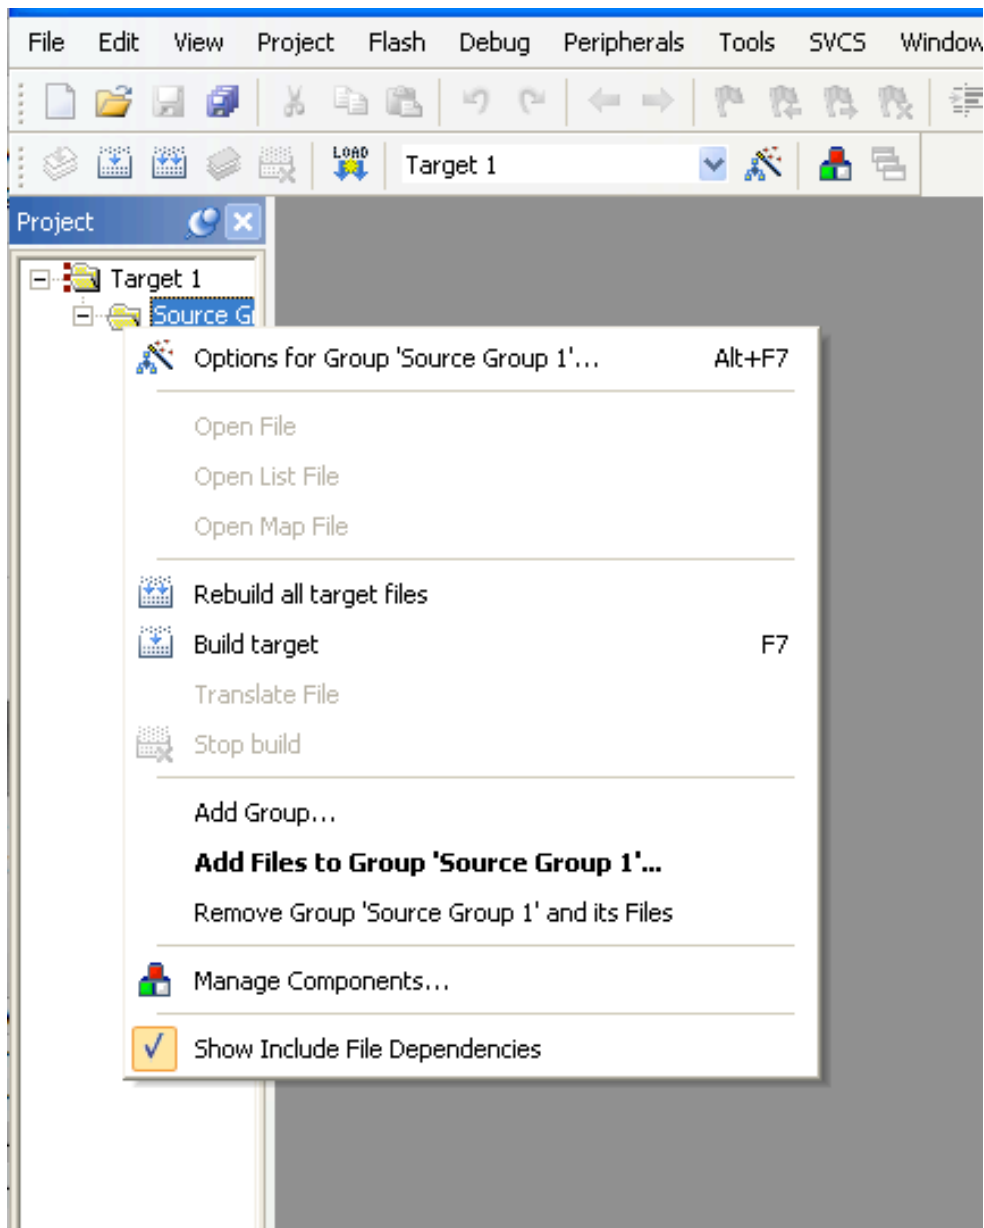 File Edit View Project Flash Debug Peripherals Tools SVCS Window
LOAD Target 1
Project
Target 1
Source G
Options for Group 'Source Group 1'... Alt+F7
Open File
Open List File
Open Map File
Rebuild all target files
Build target F7
Translate File
Stop build
Add Group...
Add Files to Group 'Source Group 1'...
Remove Group 'Source Group 1' and its Files
Manage Components...
Show Include File Dependencies